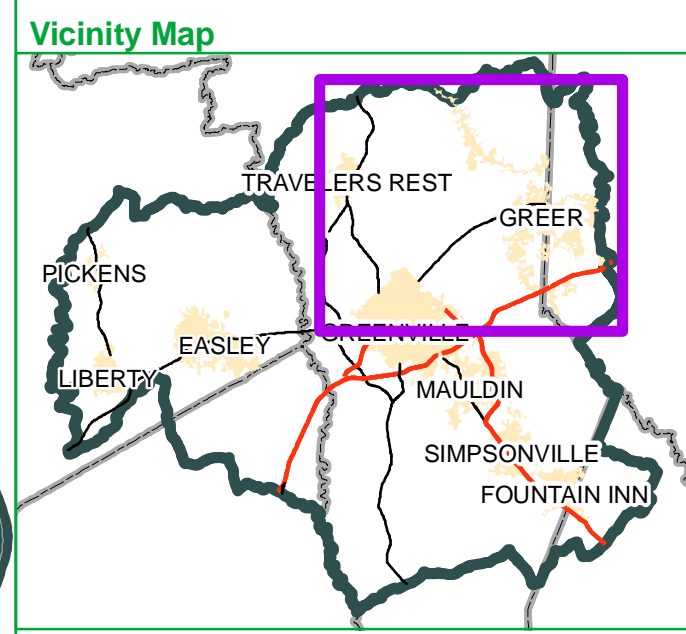 Vicinity Map
TRAVELERS REST
GREER
PICKENS
GREENVILLE
EASLEY
LIBERTY
MAULDIN
SIMPSONVILLE
FOUNTAIN INN